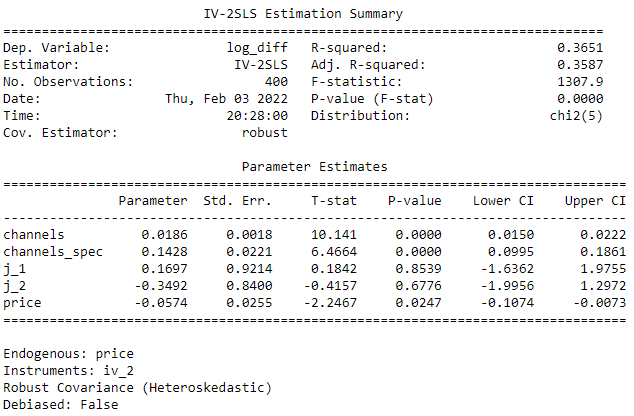 IV-2SLS Estimation Summary
==============================================================================
Dep. Variable: log_diff R-squared: 0.3651
Estimator: IV-2SLS Adj. R-squared: 0.3587
No. Observations: 400 F-statistic: 1307.9
Date: Thu, Feb 03 2022 P-value (F-stat) 0.0000
Time: 20:28:00 Distribution: chi2(5)
Cov. Estimator: robust
Parameter Estimates
=================================================================================
Parameter Std. Err. T-stat P-value Lower CI Upper CI
---------------------------------------------------------------------------------
channels 0.0186 0.0018 10.141 0.0000 0.0150 0.0222
channels_spec 0.1428 0.0221 6.4664 0.0000 0.0995 0.1861
j_1 0.1697 0.9214 0.1842 0.8539 -1.6362 1.9755
j_2 -0.3492 0.8400 -0.4157 0.6776 -1.9956 1.2972
price -0.0574 0.0255 -2.2467 0.0247 -0.1074 -0.0073
=================================================================================
Endogenous: price
Instruments: iv_2
Robust Covariance (Heteroskedastic)
Debiased: False